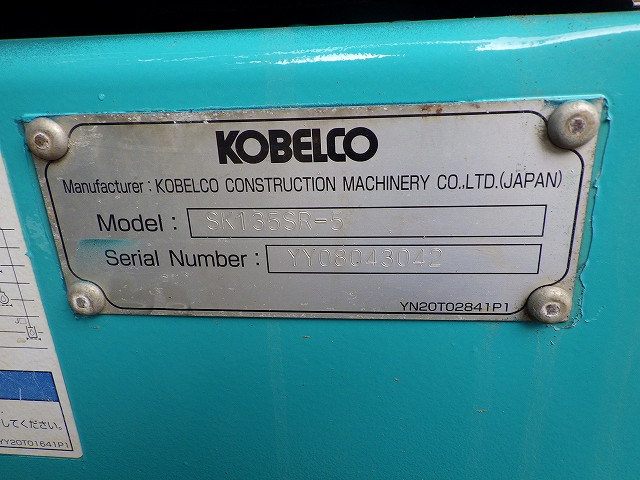 KOBELCO
Manufacturer : KOBELCO CONSTRUCTION MACHINERY CO.,LTD.(JAPAN)
Model : SK135SR-5
Serial Number : YY08043042
YN20T02841P1
してください。
YY20T01641P1